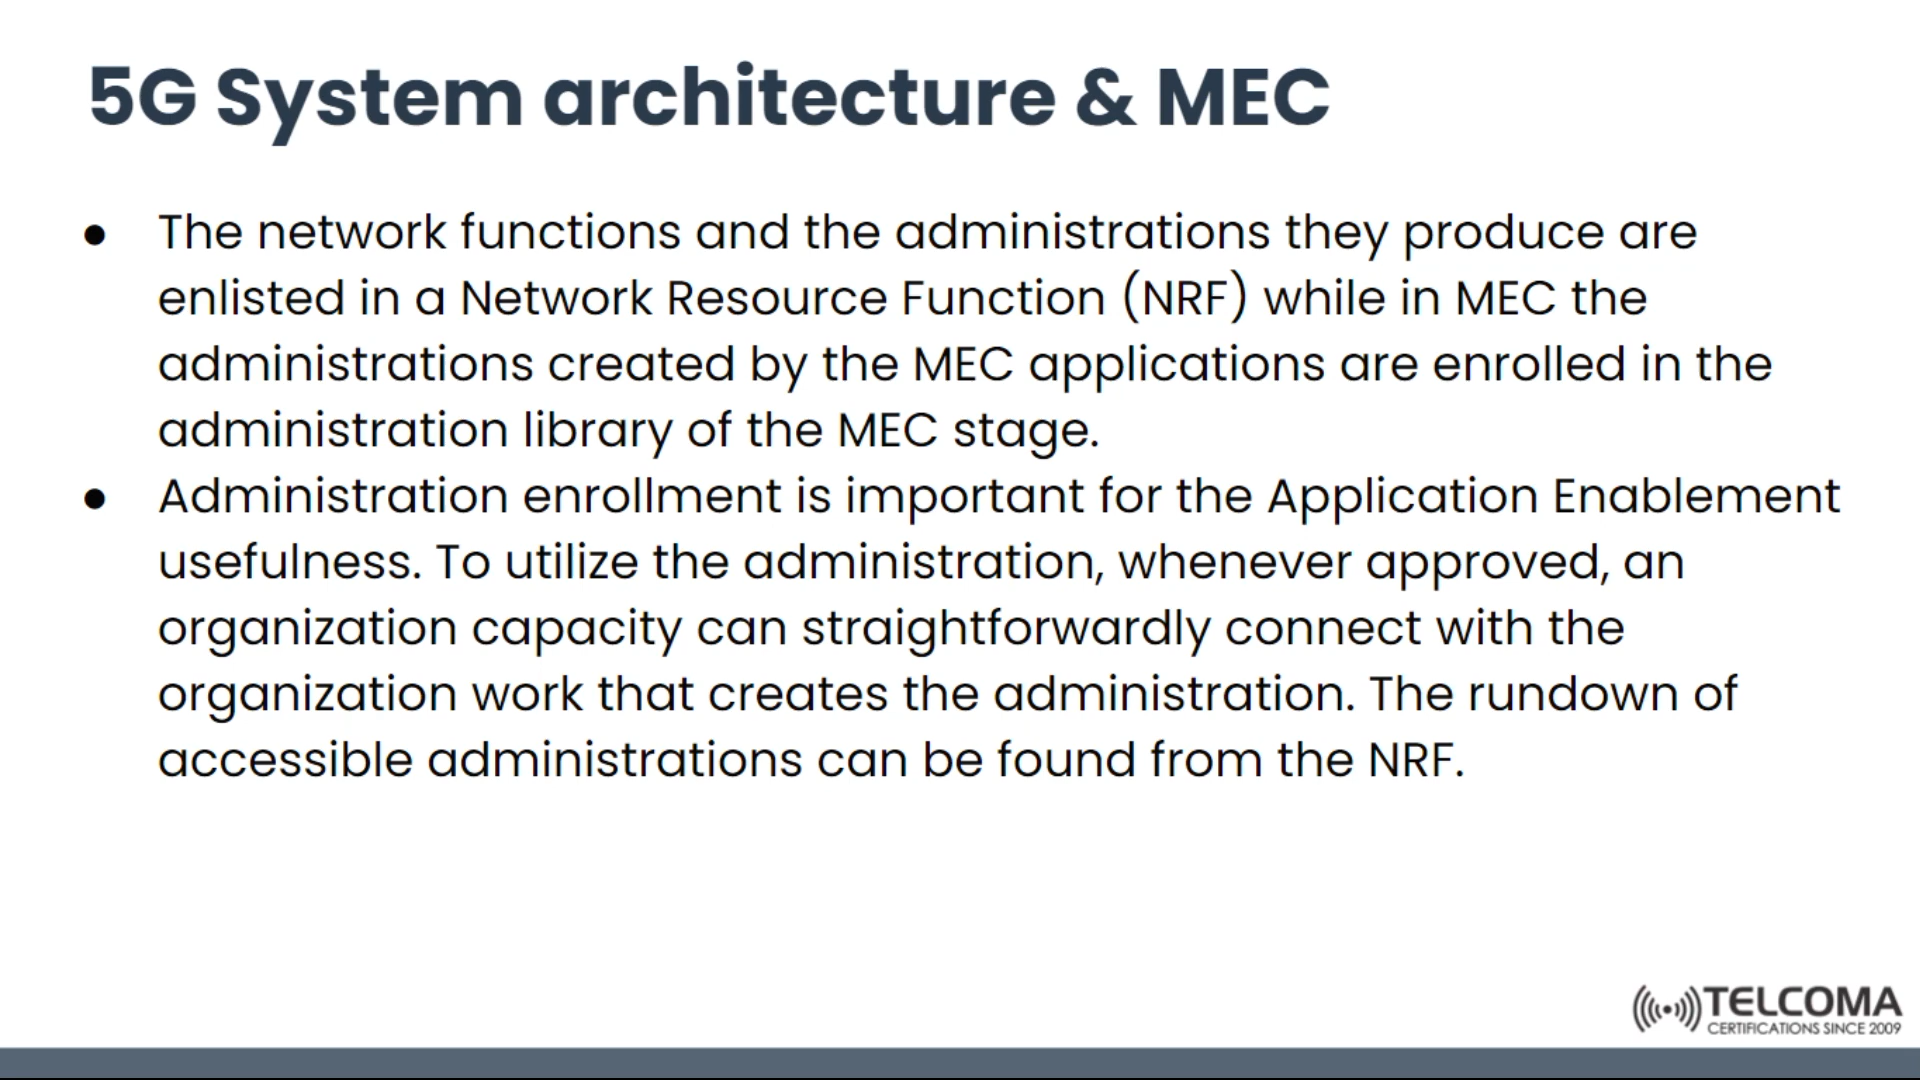 5G System architecture & MEC
● The network functions and the administrations they produce are
enlisted in a Network Resource Function (NRF) while in MEC the
administrations created by the MEC applications are enrolled in the
administration library of the MEC stage.
● Administration enrollment is important for the Application Enablement
usefulness. To utilize the administration, whenever approved, an
organization capacity can straightforwardly connect with the
organization work that creates the administration. The rundown of
accessible administrations can be found from the NRF.
TELCOMA
CERTIFICATIONS SINCE 2009